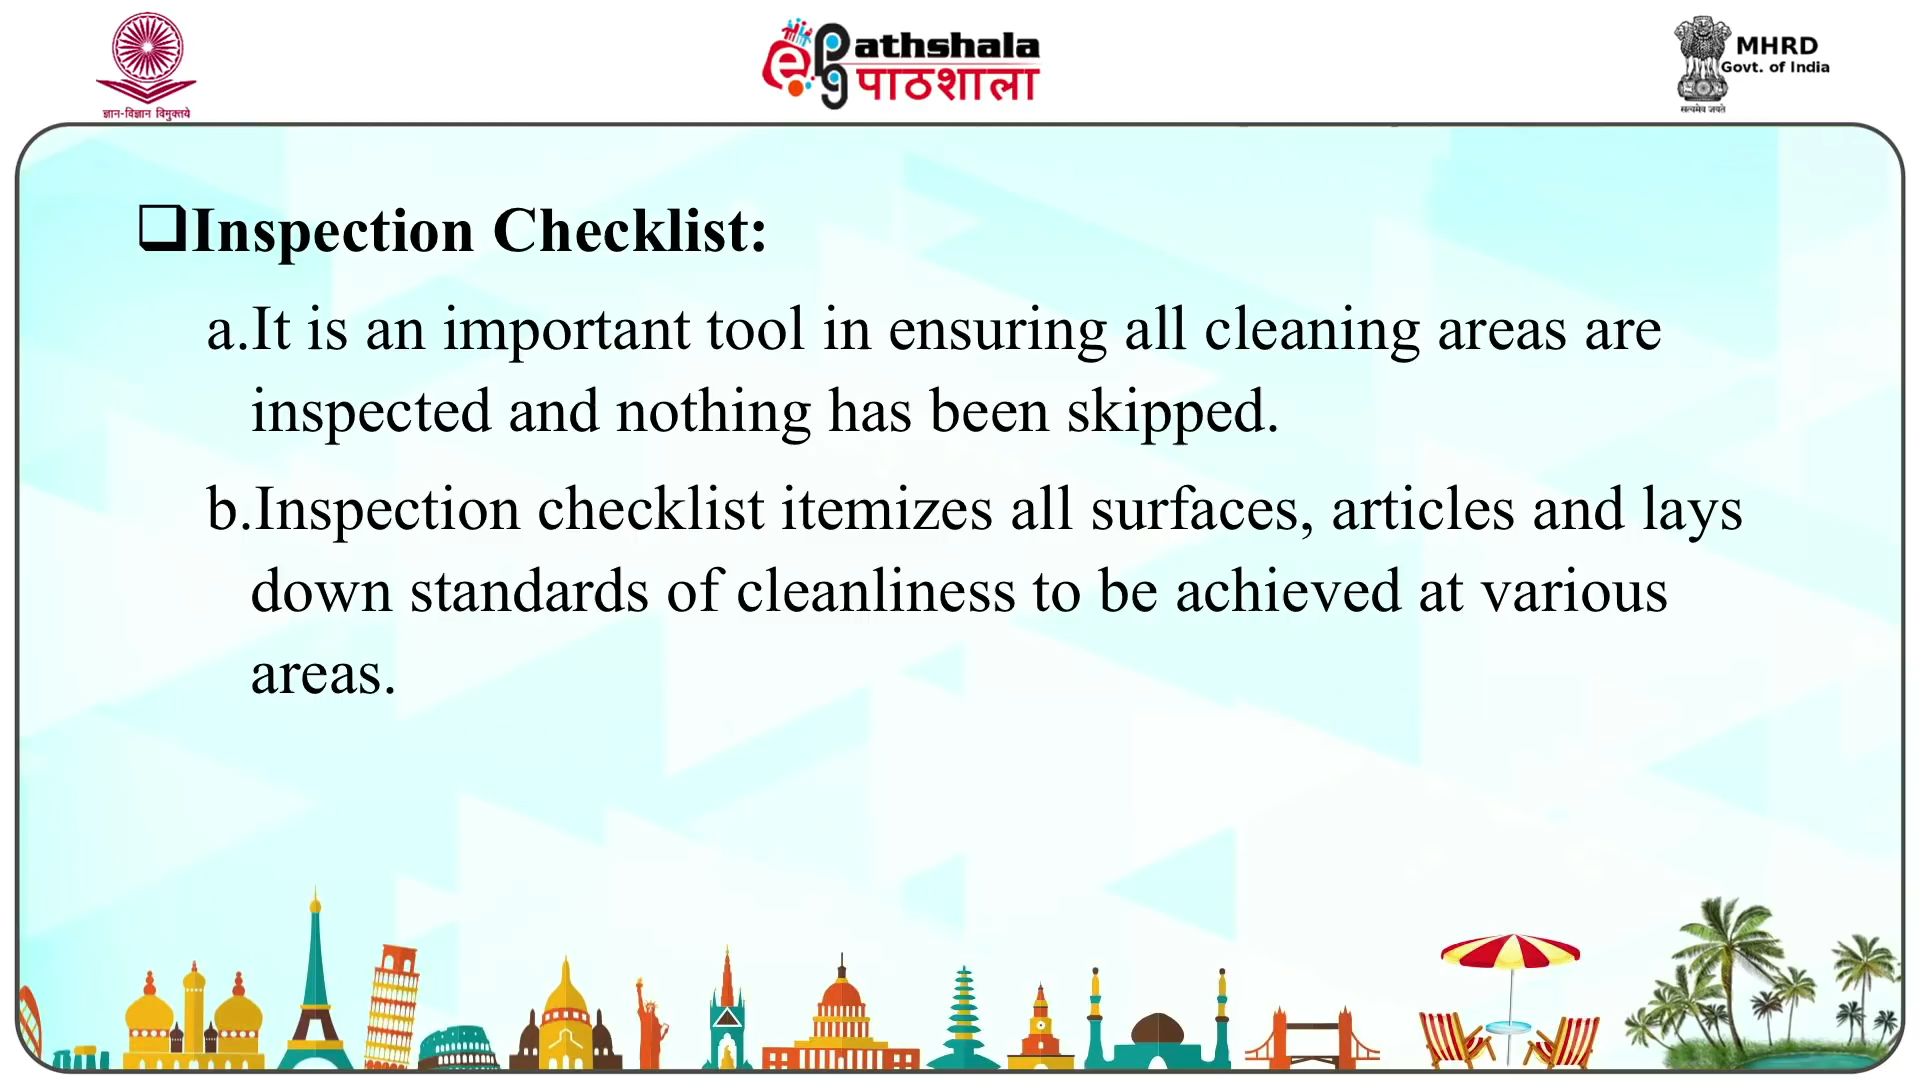 ज्ञान-विज्ञान विमुक्तये
e pg Pathshala
पाठशाला
MHRD
Govt. of India
सत्यमेव जयते
❑Inspection Checklist:
a.It is an important tool in ensuring all cleaning areas are
inspected and nothing has been skipped.
b.Inspection checklist itemizes all surfaces, articles and lays
down standards of cleanliness to be achieved at various
areas.